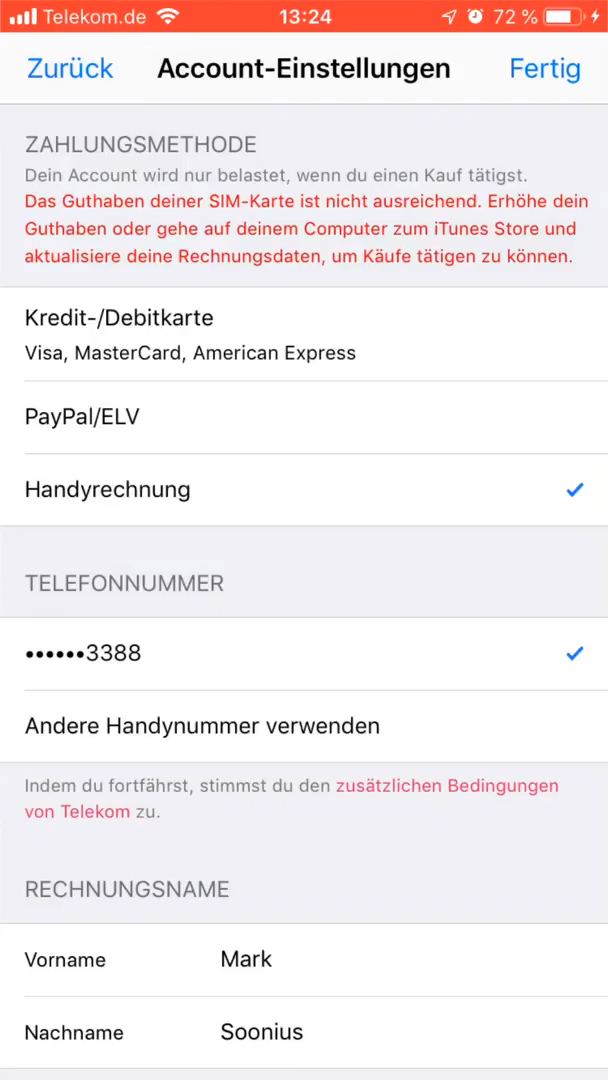 Telekom.de 13:24 72 %
Zurück Account-Einstellungen Fertig
ZAHLUNGSMETHODE
Dein Account wird nur belastet, wenn du einen Kauf tätigst.
Das Guthaben deiner SIM-Karte ist nicht ausreichend. Erhöhe dein
Guthaben oder gehe auf deinem Computer zum iTunes Store und
aktualisiere deine Rechnungsdaten, um Käufe tätigen zu können.
Kredit-/Debitkarte
Visa, MasterCard, American Express
PayPal/ELV
Handyrechnung
TELEFONNUMMER
••••••3388
Andere Handynummer verwenden
Indem du fortfährst, stimmst du den zusätzlichen Bedingungen
von Telekom zu.
RECHNUNGSNAME
Vorname Mark
Nachname Soonius